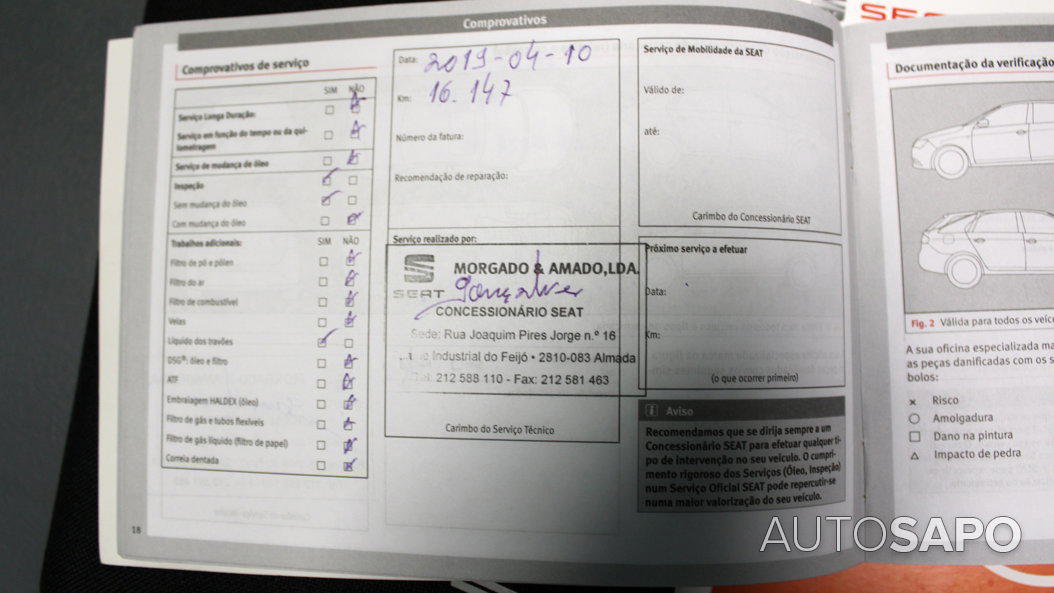 Comprovativos
Comprovativos de serviço
SIM NÃO
Serviço Longa Duração:
Serviço em função do tempo ou da qui-
lometragem
Serviço de mudança de óleo
Inspeção
Sem mudança do óleo
Com mudança do óleo
Trabalhos adicionais: SIM NÃO
Filtro de pó e pólen
Filtro do ar
Filtro de combustível
Velas
Líquido dos travões
DSG®: óleo e filtro
ATF
Embraiagem HALDEX (óleo)
Filtro de gás e tubos flexíveis
Filtro de gás líquido (filtro de papel)
Correia dentada
18
Data: 2019-04-10
Km: 16.147
Número da fatura:
Recomendação de reparação:
Serviço realizado por:
MORGADO & AMADO, LDA.
SEAT Gonçalves
CONCESSIONÁRIO SEAT
Sede: Rua Joaquim Pires Jorge n.º 16
Industrial do Feijó • 2810-083 Almada
Tel: 212 588 110 - Fax: 212 581 463
Carimbo do Serviço Técnico
Serviço de Mobilidade da SEAT
Válido de:
até:
Carimbo do Concessionário SEAT
Próximo serviço a efetuar
Data:
Km:
(o que ocorrer primeiro)
i Aviso
Recomendamos que se dirija sempre a um
Concessionário SEAT para efetuar qualquer ti-
po de intervenção no seu veículo. O cumpri-
mento rigoroso dos Serviços (Óleo, Inspeção)
num Serviço Oficial SEAT pode repercutir-se
numa maior valorização do seu veículo.
Documentação da verificação
Fig. 2 Válida para todos os veíc
A sua oficina especializada ma
as peças danificadas com os s
bolos:
× Risco
○ Amolgadura
□ Dano na pintura
△ Impacto de pedra
AUTOSAPO